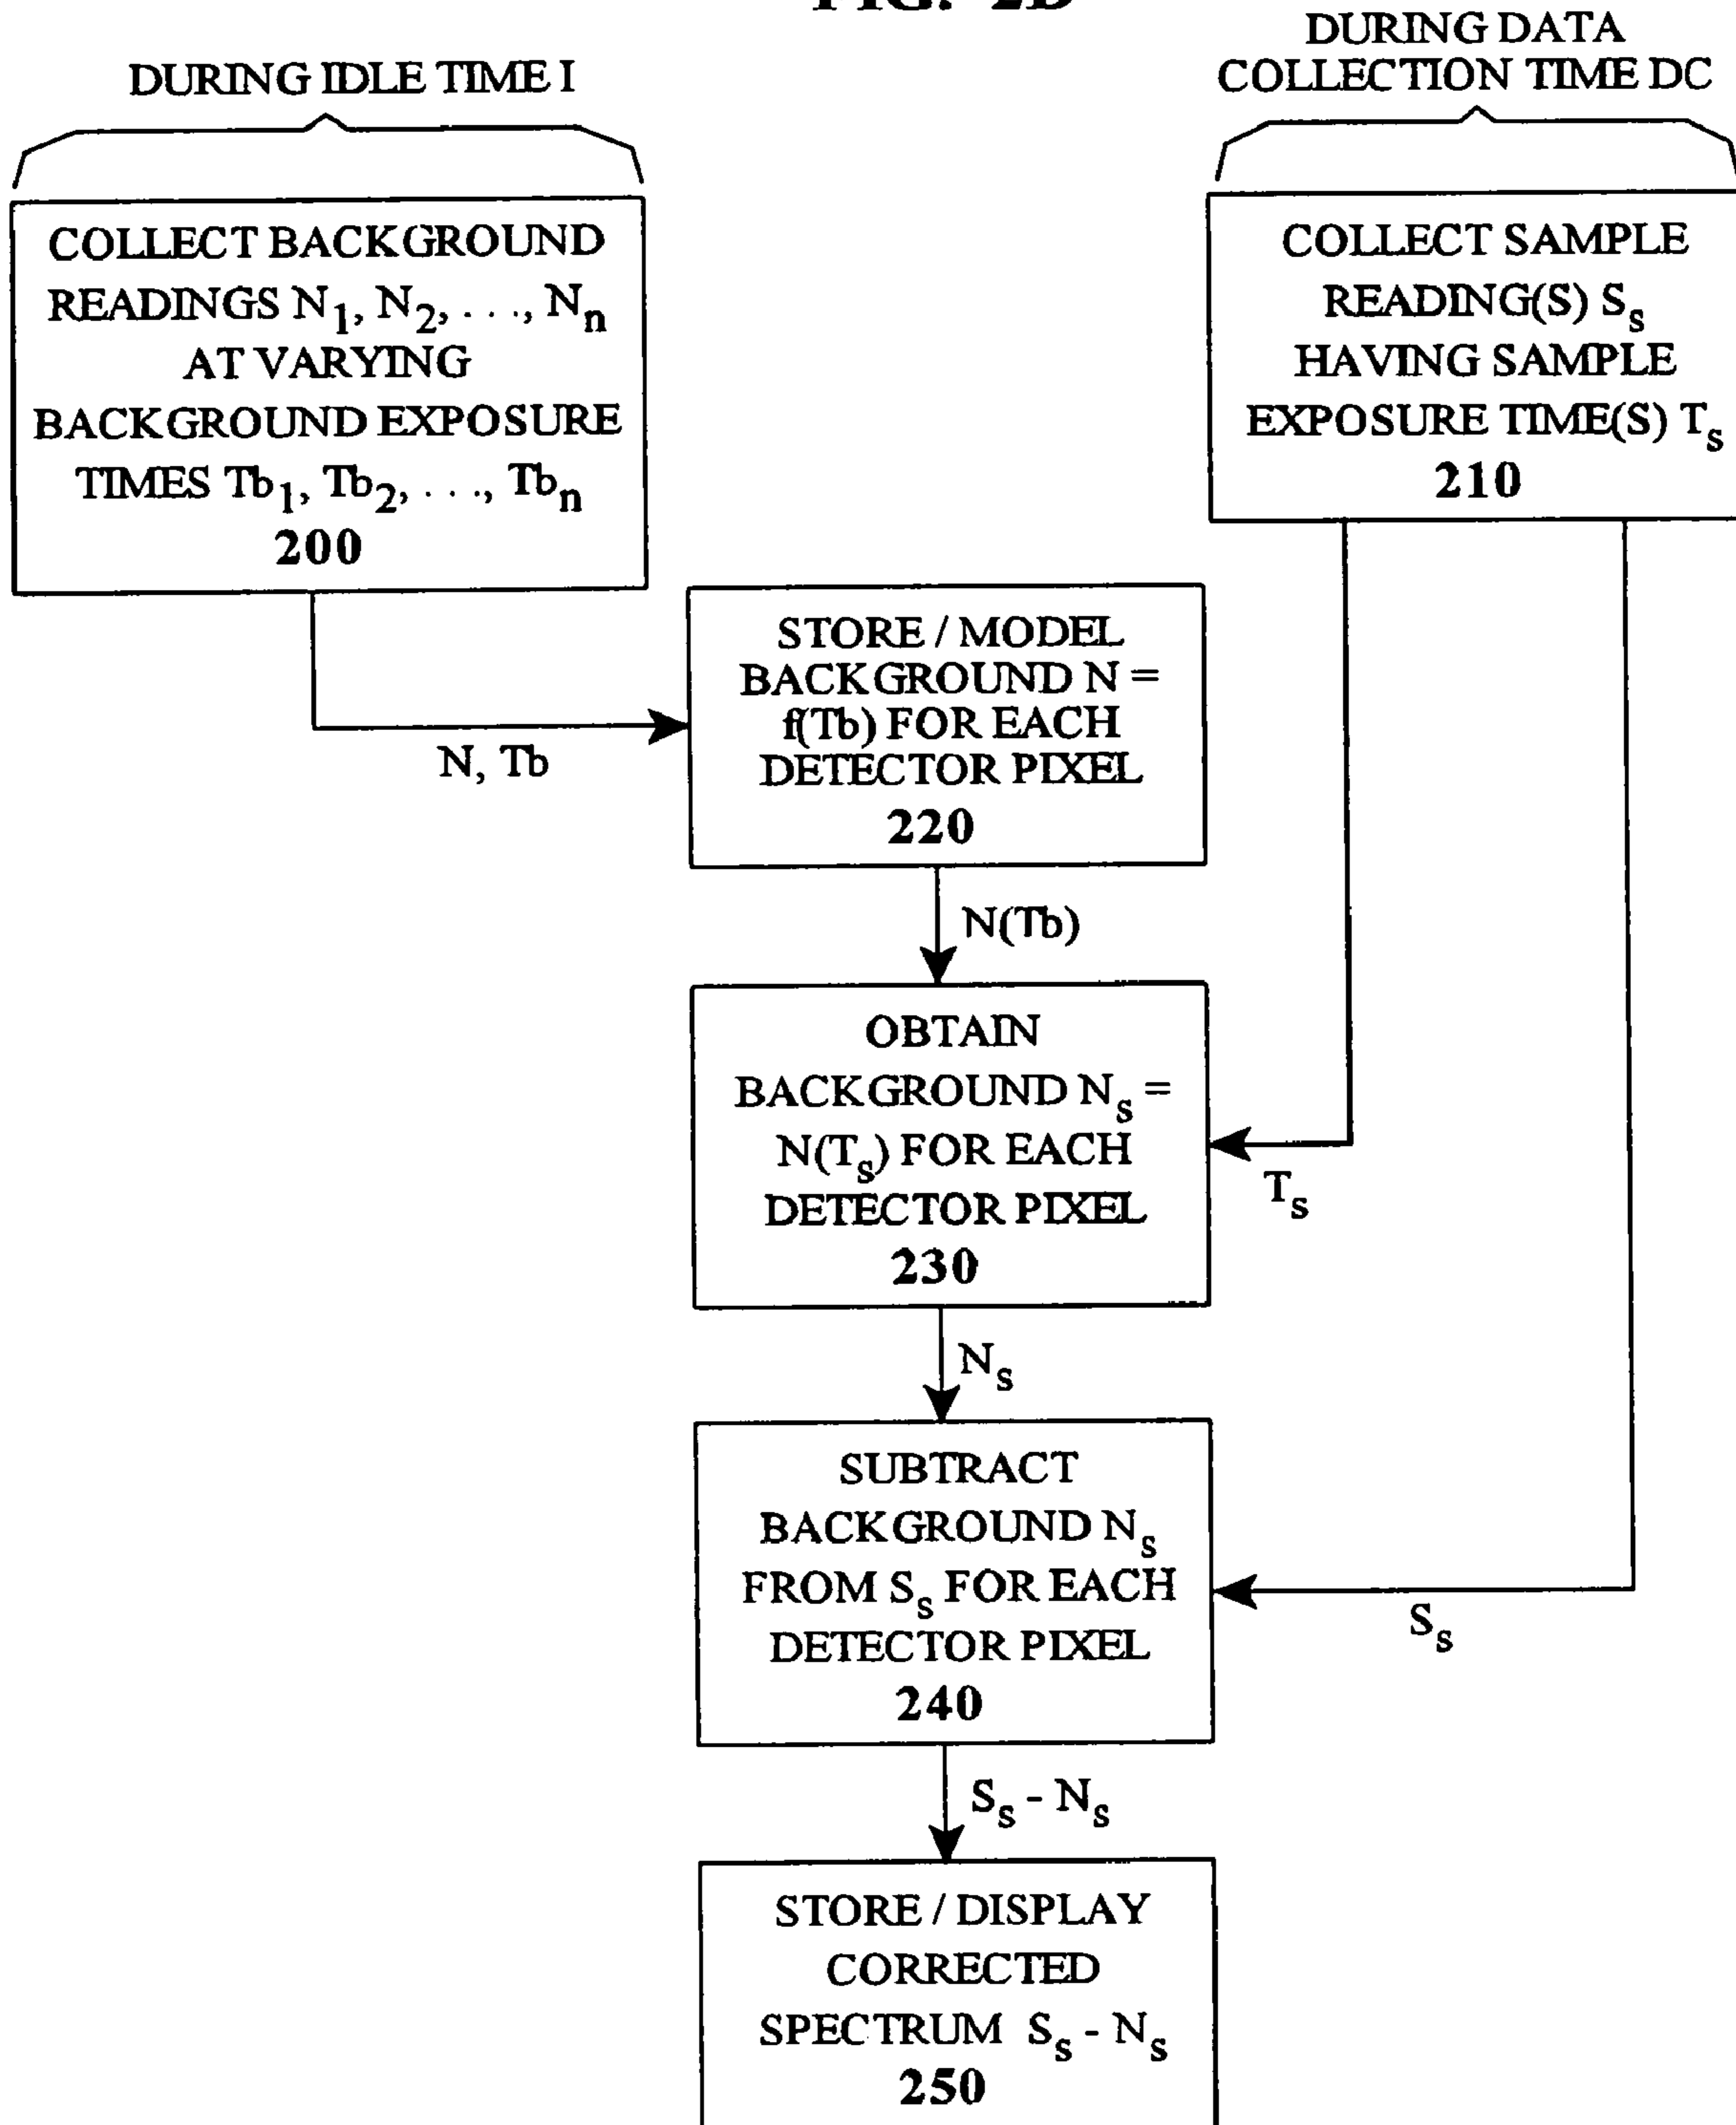 FIG. 2B
DURING IDLE TIME I
DURING DATA
COLLECTION TIME DC
COLLECT BACKGROUND
READINGS N1, N2, . . ., Nn
AT VARYING
BACKGROUND EXPOSURE
TIMES Tb1, Tb2, . . ., Tbn
200
COLLECT SAMPLE
READING(S) Ss
HAVING SAMPLE
EXPOSURE TIME(S) Ts
210
N, Tb
STORE / MODEL
BACKGROUND N =
f(Tb) FOR EACH
DETECTOR PIXEL
220
N(Tb)
OBTAIN
BACKGROUND Ns =
N(Ts) FOR EACH
DETECTOR PIXEL
230
Ts
Ns
SUBTRACT
BACKGROUND Ns
FROM Ss FOR EACH
DETECTOR PIXEL
240
Ss
Ss - Ns
STORE / DISPLAY
CORRECTED
SPECTRUM Ss - Ns
250